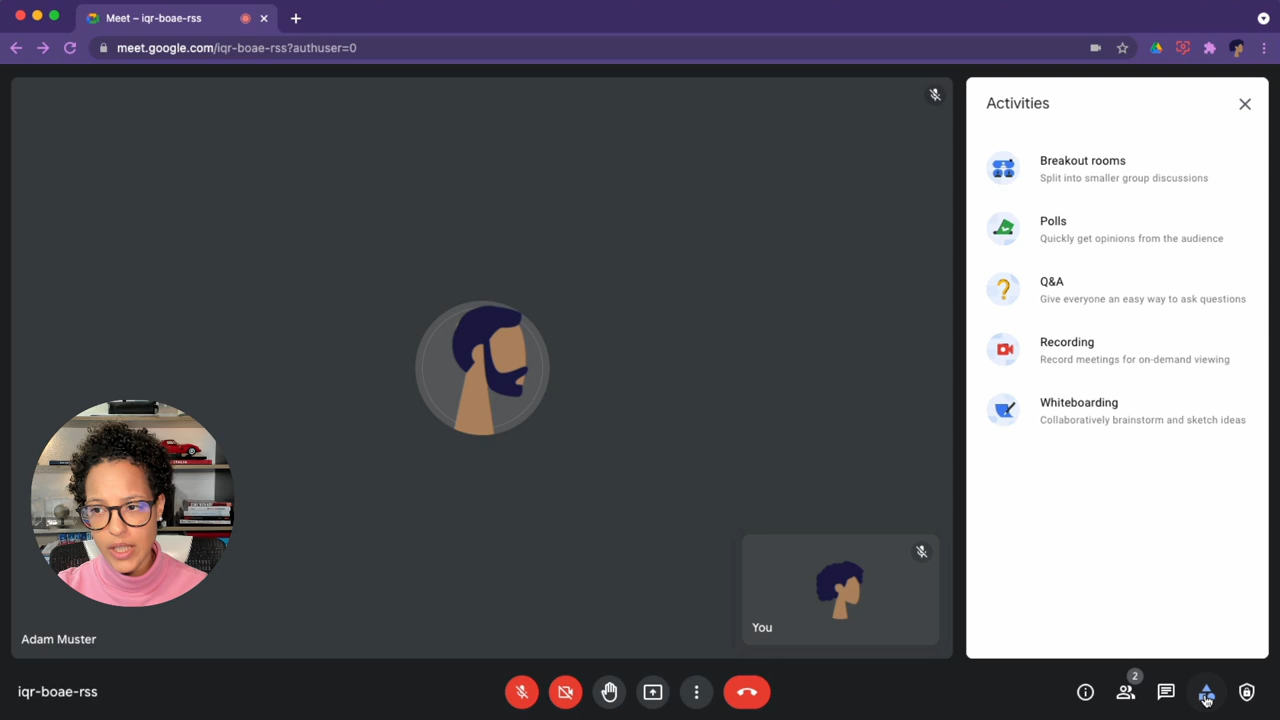 Meet – iqr-boae-rss
meet.google.com/iqr-boae-rss?authuser=0
Activities
Breakout rooms
Split into smaller group discussions
Polls
Quickly get opinions from the audience
Q&A
Give everyone an easy way to ask questions
Recording
Record meetings for on-demand viewing
Whiteboarding
Collaboratively brainstorm and sketch ideas
You
Adam Muster
iqr-boae-rss
2